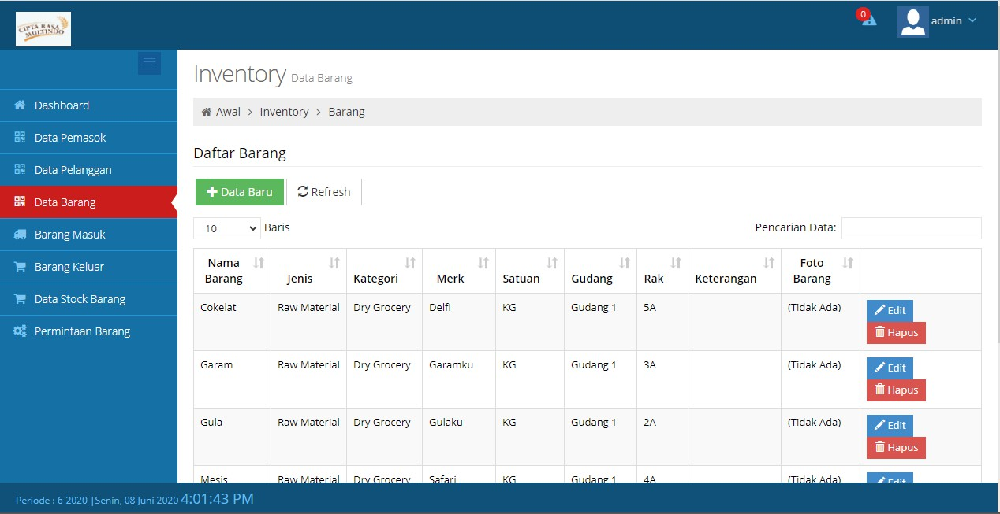 CIPTA RASA
MULTINDO
0
admin
Inventory Data Barang
Awal > Inventory > Barang
Dashboard
Data Pemasok
Data Pelanggan
Data Barang
Barang Masuk
Barang Keluar
Data Stock Barang
Permintaan Barang
Daftar Barang
Data Baru Refresh
10 Baris Pencarian Data:
Nama Barang Jenis Kategori Merk Satuan Gudang Rak Keterangan Foto Barang
Cokelat Raw Material Dry Grocery Delfi KG Gudang 1 5A (Tidak Ada) Edit
Hapus
Garam Raw Material Dry Grocery Garamku KG Gudang 1 3A (Tidak Ada) Edit
Hapus
Gula Raw Material Dry Grocery Gulaku KG Gudang 1 2A (Tidak Ada) Edit
Hapus
Mesis Raw Material Dry Grocery Safari KG Gudang 1 4A (Tidak Ada) Edit
Periode : 6-2020 |Senin, 08 Juni 2020 4:01:43 PM